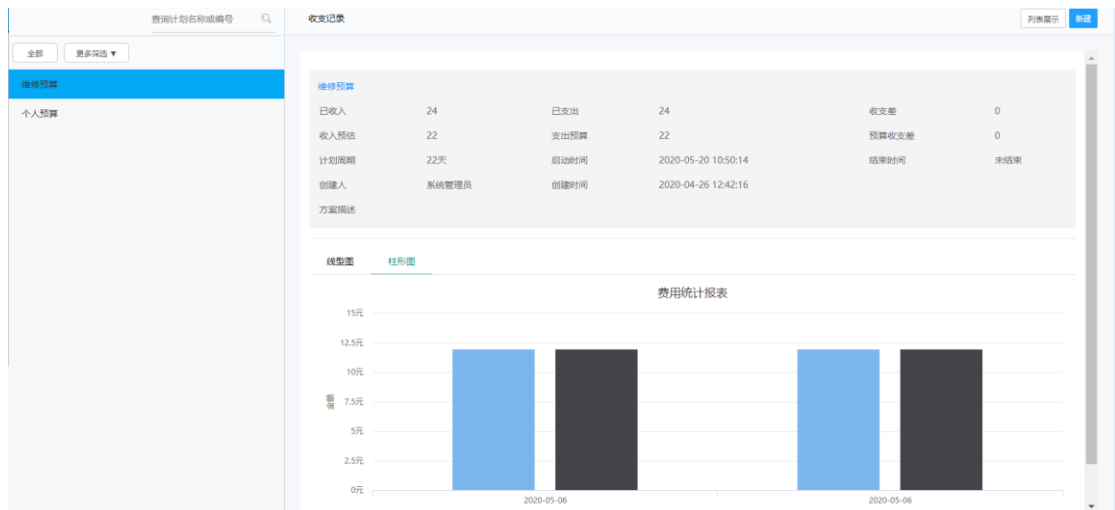 查询计划名称或编号
收支记录
列表展示
新建
全部
更多筛选 ▼
维修预算
个人预算
维修预算
已收入 24 已支出 24 收支差 0
收入预估 22 支出预算 22 预算收支差 0
计划周期 22天 启动时间 2020-05-20 10:50:14 结束时间 未结束
创建人 系统管理员 创建时间 2020-04-26 12:42:16
方案描述
线型图 柱形图
费用统计报表
15元
12.5元
10元
7.5元
5元
2.5元
0元
金额
2020-05-06 2020-05-06